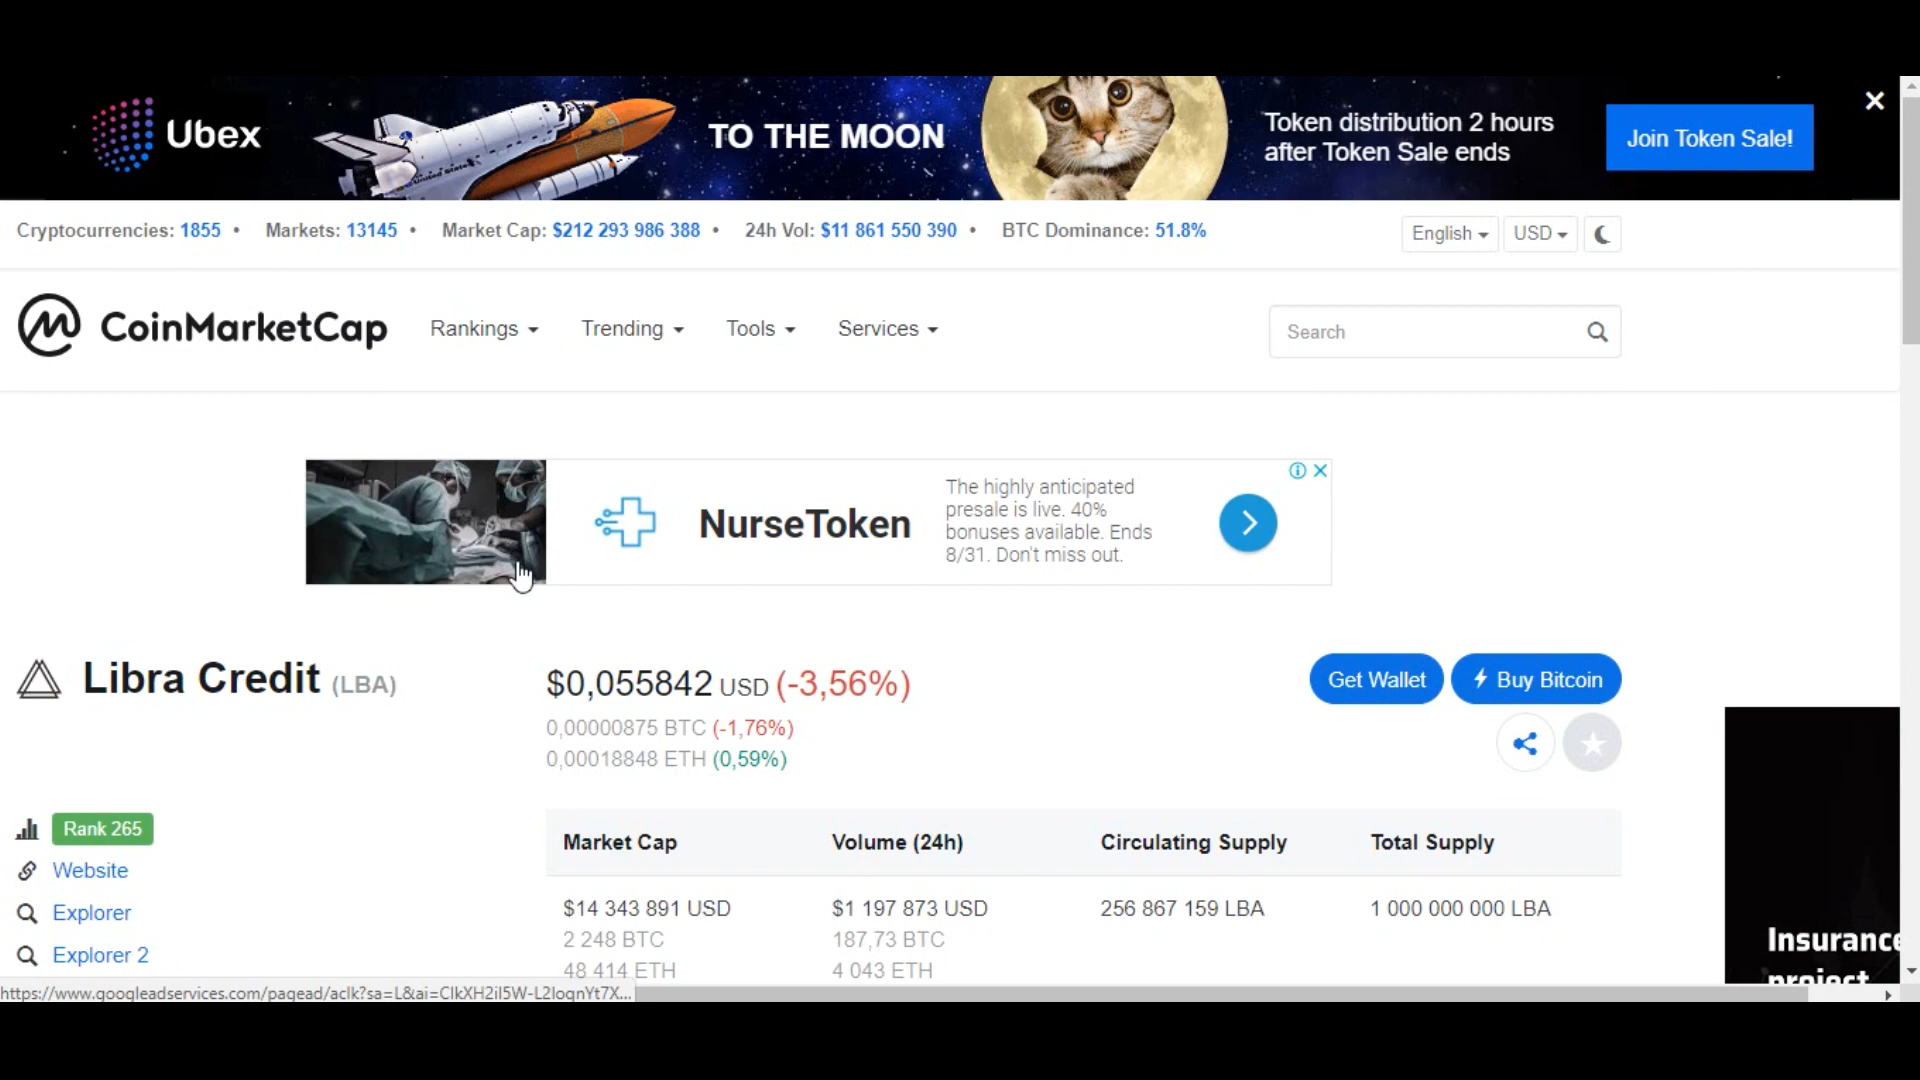 Ubex
TO THE MOON
Token distribution 2 hours
after Token Sale ends
Join Token Sale!
Cryptocurrencies: 1855 • Markets: 13145 • Market Cap: $212 293 986 388 • 24h Vol: $11 861 550 390 • BTC Dominance: 51.8%
English USD
CoinMarketCap
Rankings Trending Tools Services
Search
NurseToken
The highly anticipated
presale is live. 40%
bonuses available. Ends
8/31. Don't miss out.
Libra Credit (LBA)
$0,055842 USD (-3,56%)
0,00000875 BTC (-1,76%)
0,00018848 ETH (0,59%)
Get Wallet
Buy Bitcoin
Rank 265
Website
Explorer
Explorer 2
Market Cap Volume (24h) Circulating Supply Total Supply
$14 343 891 USD $1 197 873 USD 256 867 159 LBA 1 000 000 000 LBA
2 248 BTC 187,73 BTC
48 414 ETH 4 043 ETH
Insurance
project